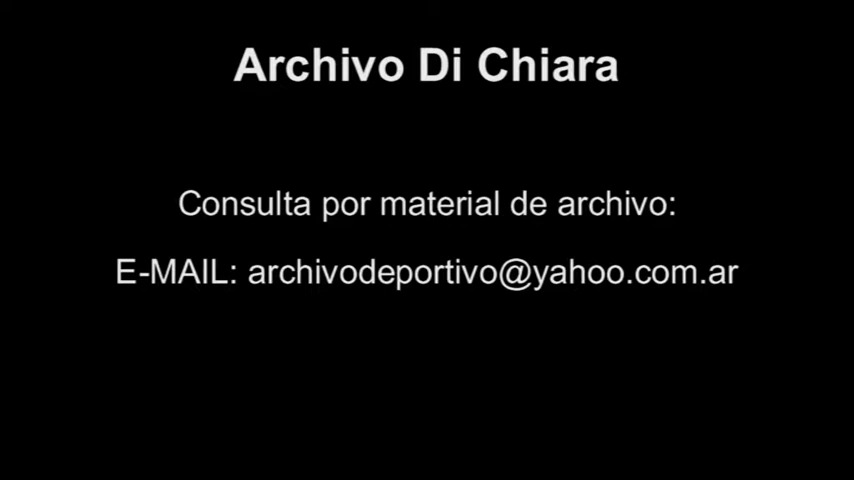 Archivo Di Chiara
Consulta por material de archivo:
E-MAIL: archivodeportivo@yahoo.com.ar